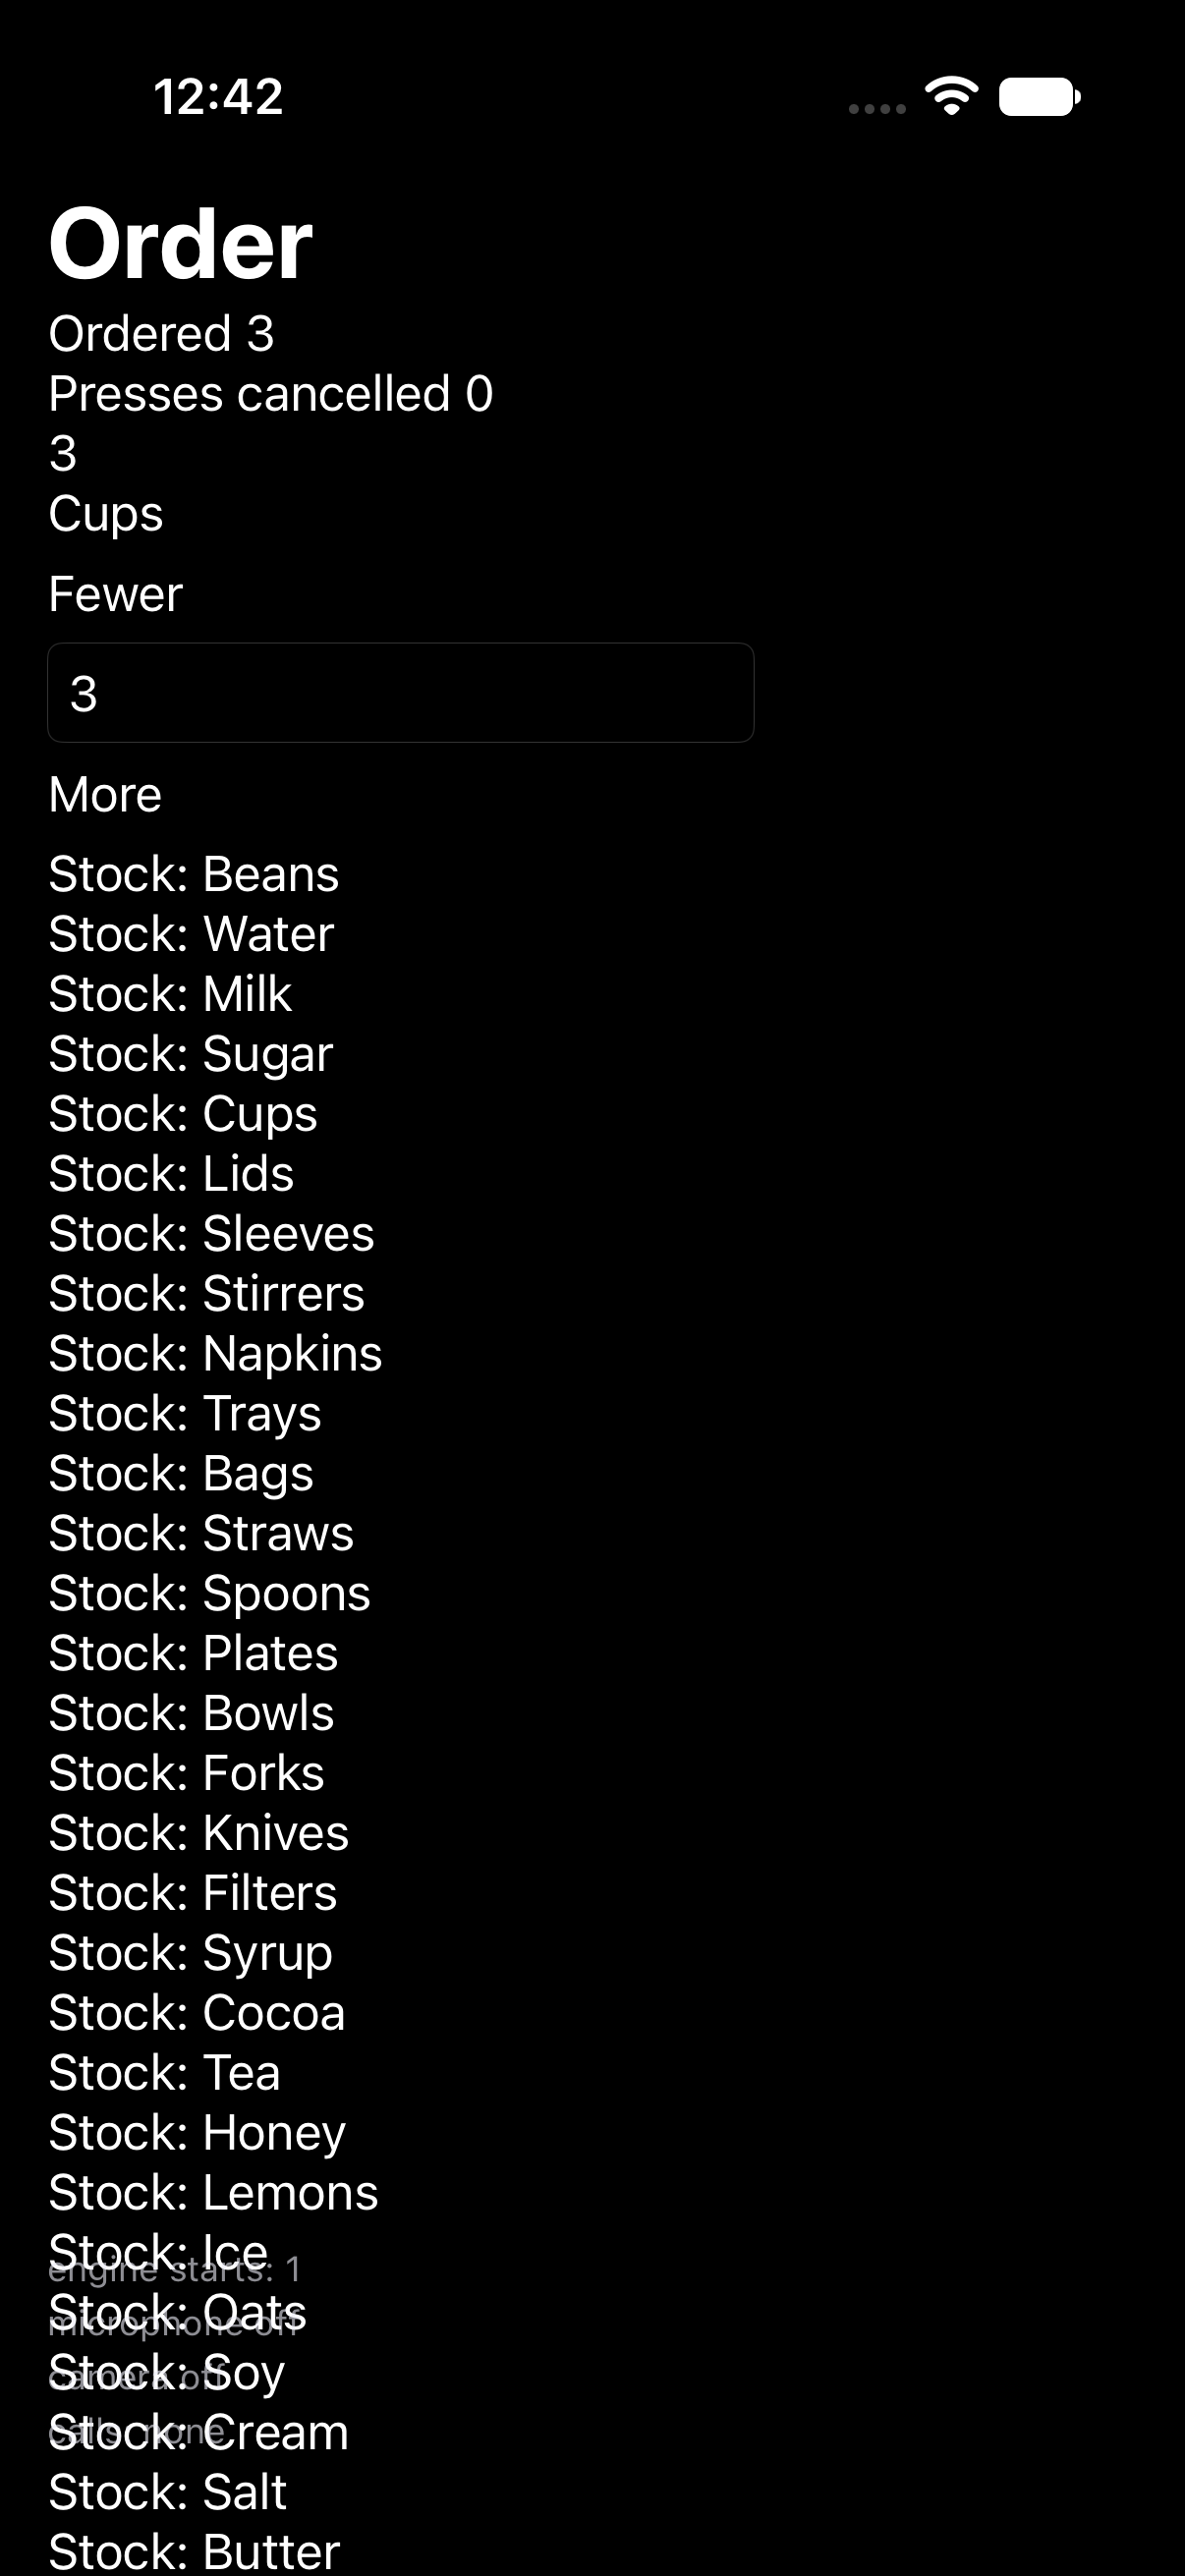 12:42
Order
Ordered 3
Presses cancelled 0
3
Cups
Fewer
3
More
Stock: Beans
Stock: Water
Stock: Milk
Stock: Sugar
Stock: Cups
Stock: Lids
Stock: Sleeves
Stock: Stirrers
Stock: Napkins
Stock: Trays
Stock: Bags
Stock: Straws
Stock: Spoons
Stock: Plates
Stock: Bowls
Stock: Forks
Stock: Knives
Stock: Filters
Stock: Syrup
Stock: Cocoa
Stock: Tea
Stock: Honey
Stock: Lemons
Stock: Ice
engine starts: 1
Stock: Oats
microphone off
Stock: Soy
camera off
Stock: Cream
calls none
Stock: Salt
Stock: Butter